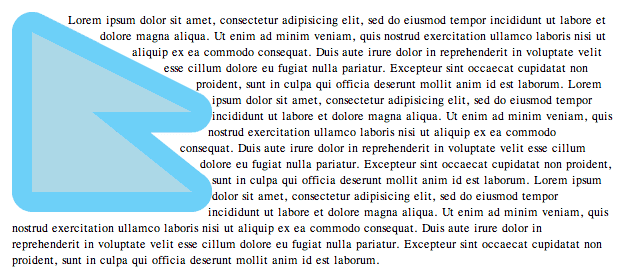 Lorem ipsum dolor sit amet, consectetur adipisicing elit, sed do eiusmod tempor incididunt ut labore et
dolore magna aliqua. Ut enim ad minim veniam, quis nostrud exercitation ullamco laboris nisi ut
aliquip ex ea commodo consequat. Duis aute irure dolor in reprehenderit in voluptate velit
esse cillum dolore eu fugiat nulla pariatur. Excepteur sint occaecat cupidatat non
proident, sunt in culpa qui officia deserunt mollit anim id est laborum. Lorem
ipsum dolor sit amet, consectetur adipisicing elit, sed do eiusmod tempor
incididunt ut labore et dolore magna aliqua. Ut enim ad minim veniam, quis
nostrud exercitation ullamco laboris nisi ut aliquip ex ea commodo
consequat. Duis aute irure dolor in reprehenderit in voluptate velit esse cillum
dolore eu fugiat nulla pariatur. Excepteur sint occaecat cupidatat non proident,
sunt in culpa qui officia deserunt mollit anim id est laborum. Lorem ipsum
dolor sit amet, consectetur adipisicing elit, sed do eiusmod tempor
incididunt ut labore et dolore magna aliqua. Ut enim ad minim veniam, quis
nostrud exercitation ullamco laboris nisi ut aliquip ex ea commodo consequat. Duis aute irure dolor in
reprehenderit in voluptate velit esse cillum dolore eu fugiat nulla pariatur. Excepteur sint occaecat cupidatat non
proident, sunt in culpa qui officia deserunt mollit anim id est laborum.